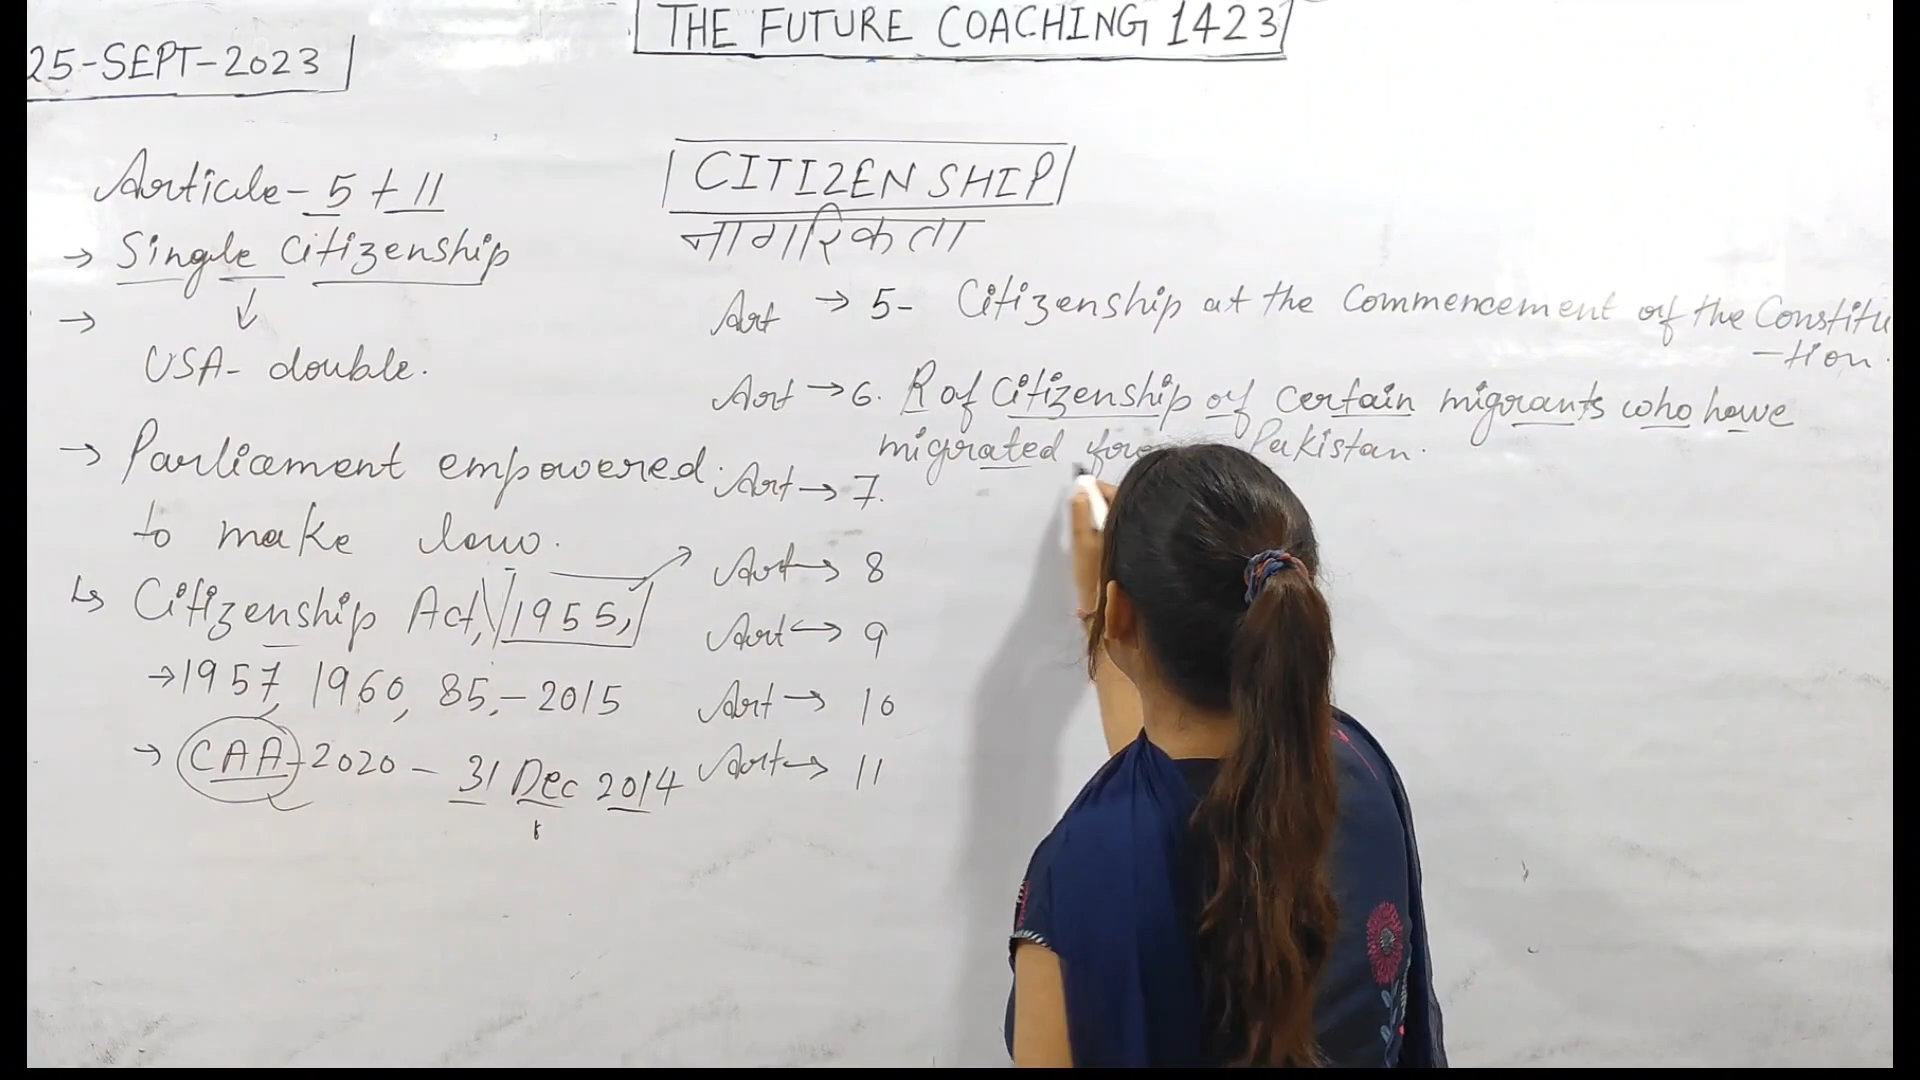 THE FUTURE COACHING 1423
25-SEPT-2023
Article - 5 + 11
→ Single Citizenship
→ ↓
USA - double.
→ Parliament empowered.
to make law.
↳ Citizenship Act, 1955,
→ 1957, 1960, 85, - 2015
→ CAA - 2020 - 31 Dec 2014
CITIZENSHIP
नागरिकता
Art → 5 - Citizenship at the Commencement of the Constitu
-tion.
Art → 6. R of Citizenship of certain migrants who have
migrated Pakistan.
Art → 7.
Art → 8
Art → 9
Art → 10
Art → 11